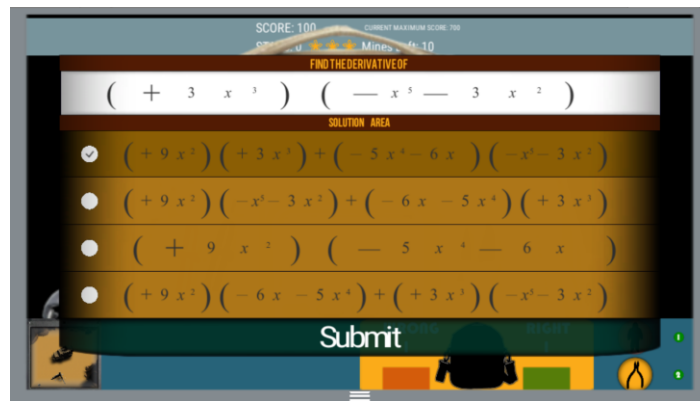 SCORE: 100
CURRENT MAXIMUM SCORE: 700
Mines Left: 10
FIND THE DERIVATIVE OF
( + 3 x ³ ) ( — x ⁵ — 3 x ² )
SOLUTION AREA
( + 9 x ² ) ( + 3 x ³ ) + ( − 5 x ⁴ − 6 x ) ( −x⁵ − 3 x ² )
( + 9 x ² ) ( −x⁵ − 3 x ² ) + ( − 6 x − 5 x ⁴ ) ( + 3 x ³ )
( + 9 x ² ) ( — 5 x ⁴ — 6 x )
( + 9 x ² ) ( − 6 x − 5 x ⁴ ) + ( + 3 x ³ ) ( −x⁵ − 3 x ² )
Submit
RIGHT